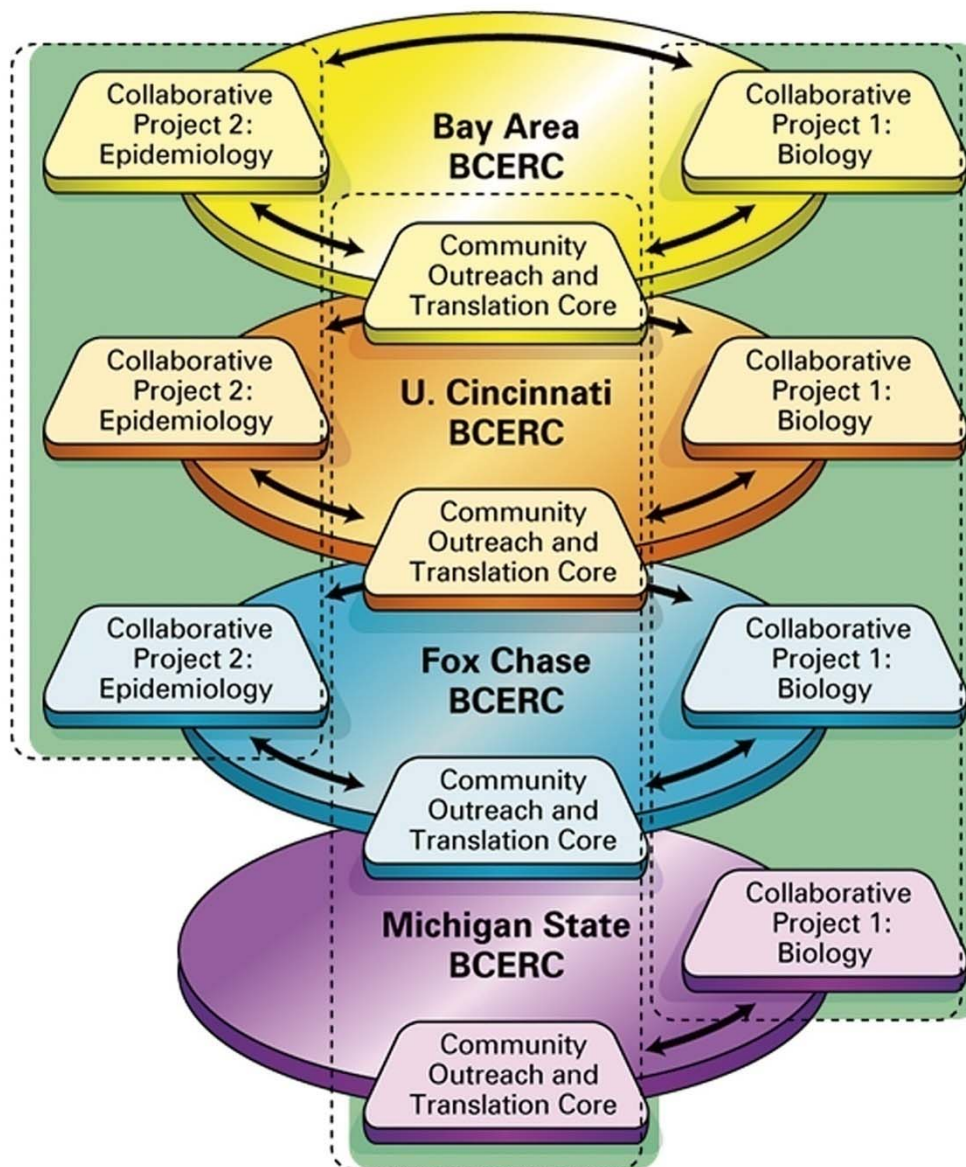 Collaborative
Project 2:
Epidemiology
Bay Area
BCERC
Collaborative
Project 1:
Biology
Community
Outreach and
Translation Core
Collaborative
Project 2:
Epidemiology
U. Cincinnati
BCERC
Collaborative
Project 1:
Biology
Community
Outreach and
Translation Core
Collaborative
Project 2:
Epidemiology
Fox Chase
BCERC
Collaborative
Project 1:
Biology
Community
Outreach and
Translation Core
Michigan State
BCERC
Collaborative
Project 1:
Biology
Community
Outreach and
Translation Core